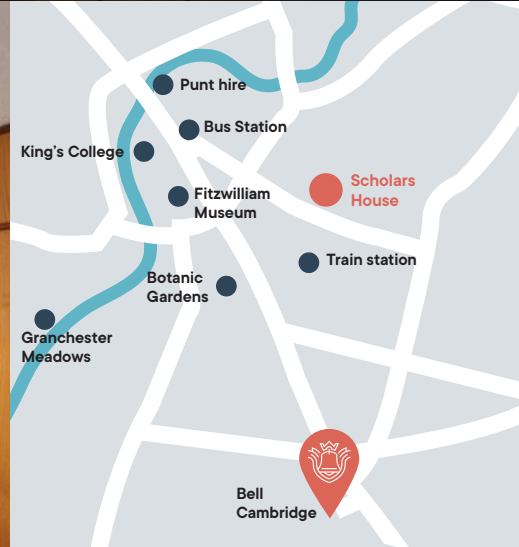 Punt hire
Bus Station
King's College
Scholars
House
Fitzwilliam
Museum
Train station
Botanic
Gardens
Granchester
Meadows
Bell
Cambridge